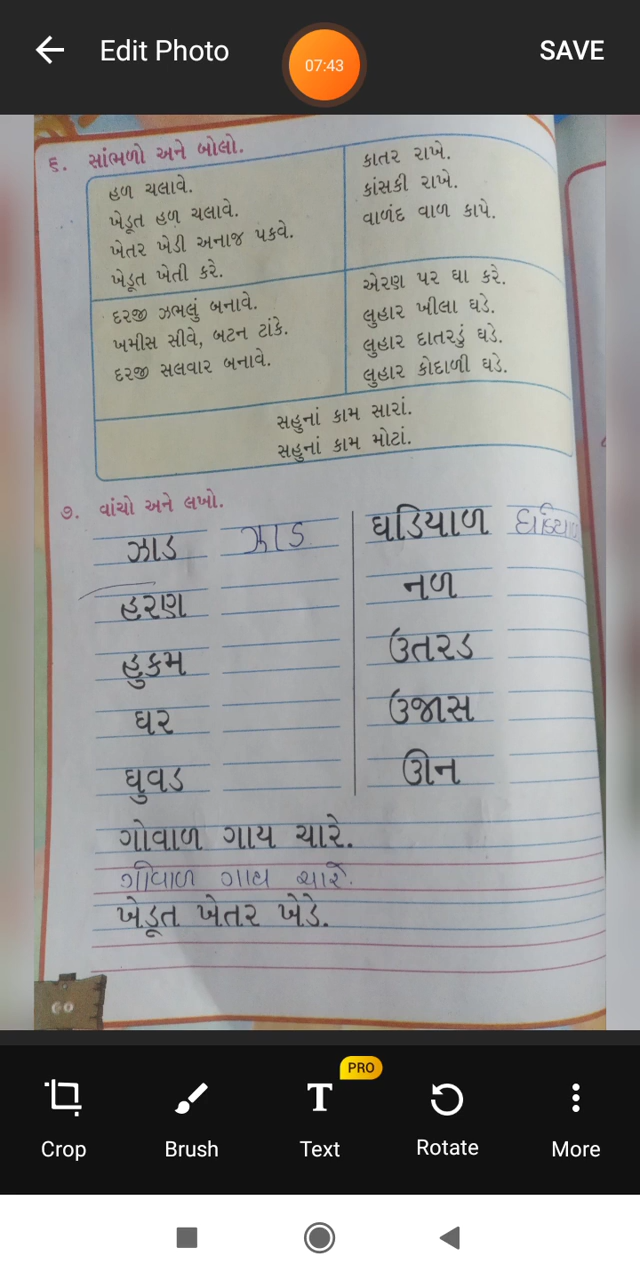 Edit Photo
07:43
SAVE
૬. સાંભળો અને બોલો.
હળ ચલાવે.
ખેડૂત હળ ચલાવે.
ખેતર ખેડી અનાજ પકવે.
ખેડૂત ખેતી કરે.
કાતર રાખે.
કાંસકી રાખે.
વાળંદ વાળ કાપે.
દરજી ઝભલું બનાવે.
ખમીસ સીવે, બટન ટાંકે.
દરજી સલવાર બનાવે.
એરણ પર ઘા કરે.
લુહાર ખીલા ઘડે.
લુહાર દાતરડું ઘડે.
લુહાર કોદાળી ઘડે.
સહુનાં કામ સારાં.
સહુનાં કામ મોટાં.
૭. વાંચો અને લખો.
ઝાડ ઝાડ
હરણ
હુકમ
ઘર
ઘુવડ
ઘડિયાળ
નળ
ઉતરડ
ઉજાસ
ઊન
ગોવાળ ગાય ચારે.
ગોવાળ ગાય ચારે.
ખેડૂત ખેતર ખેડે.
૬૦
Crop
Brush
PRO
T
Text
Rotate
More